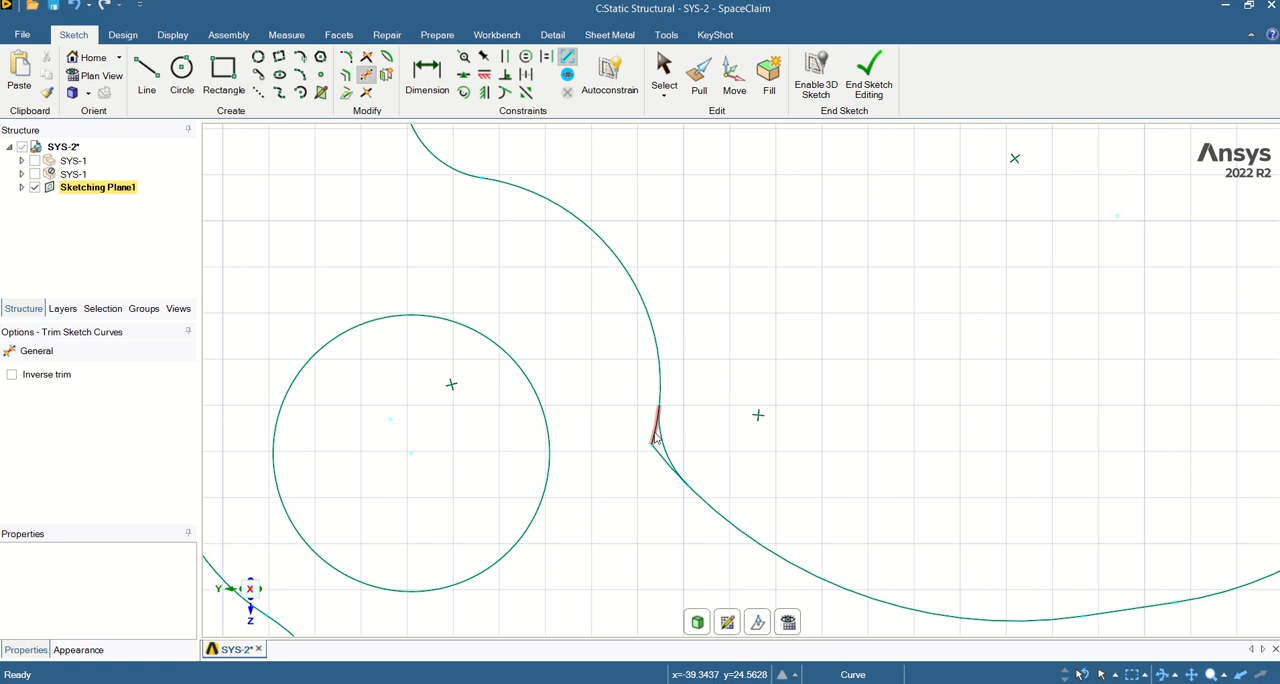 C:Static Structural - SYS-2 - SpaceClaim
File Sketch Design Display Assembly Measure Facets Repair Prepare Workbench Detail Sheet Metal Tools KeyShot
Paste Home Plan View Line Circle Rectangle Dimension Autoconstrain Select Pull Move Fill Enable 3D Sketch End Sketch Editing
Clipboard Orient Create Modify Constraints Edit End Sketch
Structure
SYS-2*
SYS-1
SYS-1
Sketching Plane1
Ansys
2022 R2
Structure Layers Selection Groups Views
Options - Trim Sketch Curves
General
Inverse trim
Properties
Y X
Z
Properties Appearance
SYS-2*
Ready x=-39.3437 y=24.5628 Curve